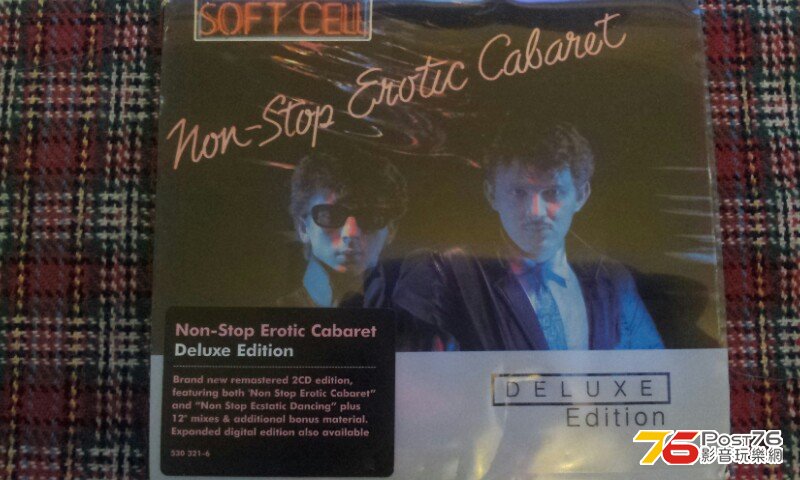 SOFT CELL
Non-Stop Erotic Cabaret
Non-Stop Erotic Cabaret
Deluxe Edition
Brand new remastered 2CD edition,
featuring both 'Non Stop Erotic Cabaret"
and "Non Stop Ecstatic Dancing" plus
12" mixes & additional bonus material.
Expanded digital edition also available
530 321-6
DELUXE
Edition
76 Post76
影音玩樂網